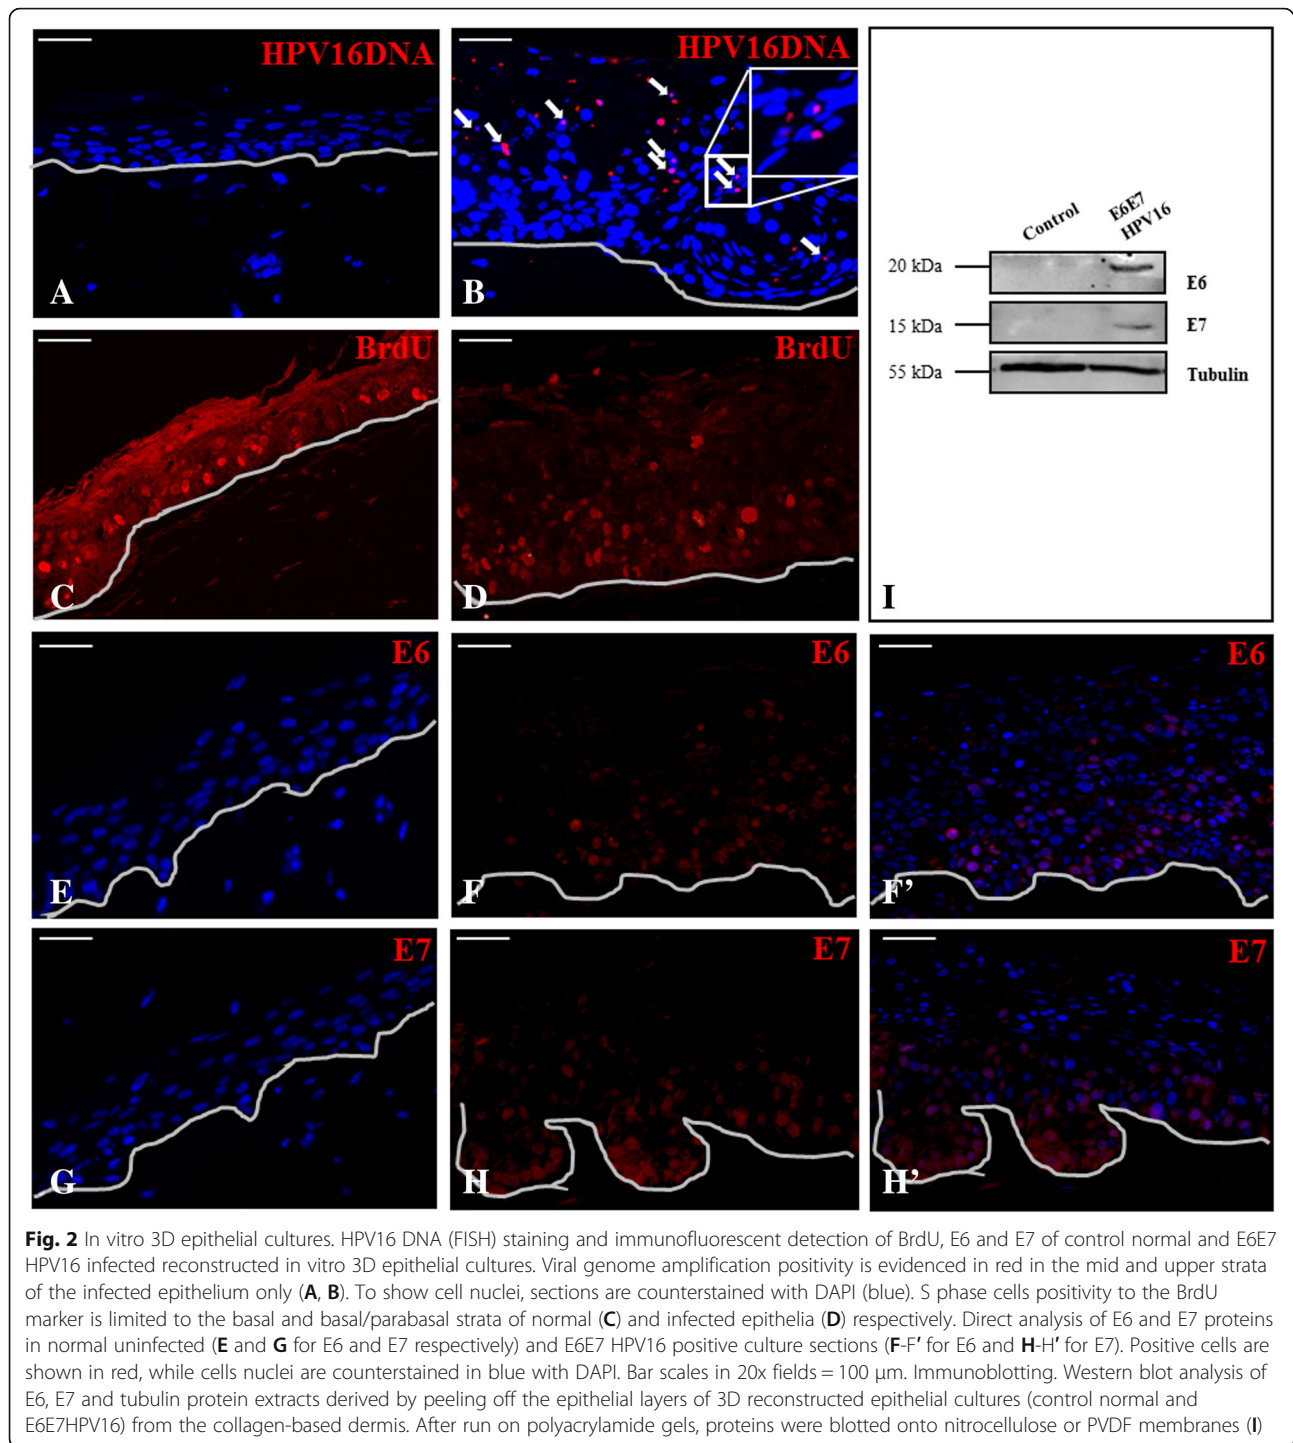 HPV16DNA
A
HPV16DNA
B
Control
E6E7
HPV16
20 kDa
E6
15 kDa
E7
55 kDa
Tubulin
I
BrdU
C
BrdU
D
E6
E
E6
F
E6
F'
E7
G
E7
H
E7
H'
Fig. 2 In vitro 3D epithelial cultures. HPV16 DNA (FISH) staining and immunofluorescent detection of BrdU, E6 and E7 of control normal and E6E7
HPV16 infected reconstructed in vitro 3D epithelial cultures. Viral genome amplification positivity is evidenced in red in the mid and upper strata
of the infected epithelium only (A, B). To show cell nuclei, sections are counterstained with DAPI (blue). S phase cells positivity to the BrdU
marker is limited to the basal and basal/parabasal strata of normal (C) and infected epithelia (D) respectively. Direct analysis of E6 and E7 proteins
in normal uninfected (E and G for E6 and E7 respectively) and E6E7 HPV16 positive culture sections (F-F' for E6 and H-H' for E7). Positive cells are
shown in red, while cells nuclei are counterstained in blue with DAPI. Bar scales in 20x fields = 100 μm. Immunoblotting. Western blot analysis of
E6, E7 and tubulin protein extracts derived by peeling off the epithelial layers of 3D reconstructed epithelial cultures (control normal and
E6E7HPV16) from the collagen-based dermis. After run on polyacrylamide gels, proteins were blotted onto nitrocellulose or PVDF membranes (I)